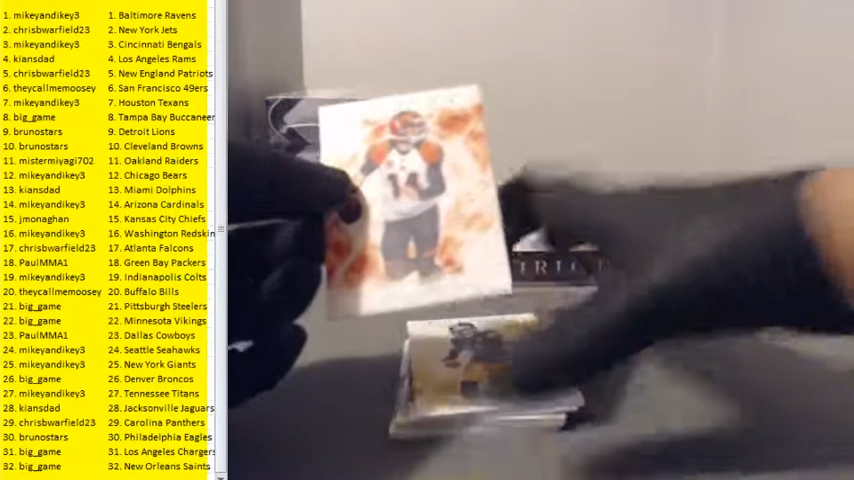 1. mikeyandikey3 1. Baltimore Ravens
2. chrisbwarfield23 2. New York Jets
3. mikeyandikey3 3. Cincinnati Bengals
4. kiansdad 4. Los Angeles Rams
5. chrisbwarfield23 5. New England Patriots
6. theycallmemoosey 6. San Francisco 49ers
7. mikeyandikey3 7. Houston Texans
8. big_game 8. Tampa Bay Buccaneer
9. brunostars 9. Detroit Lions
10. brunostars 10. Cleveland Browns
11. mistermiyagi702 11. Oakland Raiders
12. mikeyandikey3 12. Chicago Bears
13. kiansdad 13. Miami Dolphins
14. mikeyandikey3 14. Arizona Cardinals
15. jmonaghan 15. Kansas City Chiefs
16. mikeyandikey3 16. Washington Redskin
17. chrisbwarfield23 17. Atlanta Falcons
18. PaulMMA1 18. Green Bay Packers
19. mikeyandikey3 19. Indianapolis Colts
20. theycallmemoosey 20. Buffalo Bills
21. big_game 21. Pittsburgh Steelers
22. big_game 22. Minnesota Vikings
23. PaulMMA1 23. Dallas Cowboys
24. mikeyandikey3 24. Seattle Seahawks
25. mikeyandikey3 25. New York Giants
26. big_game 26. Denver Broncos
27. mikeyandikey3 27. Tennessee Titans
28. kiansdad 28. Jacksonville Jaguars
29. chrisbwarfield23 29. Carolina Panthers
30. brunostars 30. Philadelphia Eagles
31. big_game 31. Los Angeles Chargers
32. big_game 32. New Orleans Saints
14